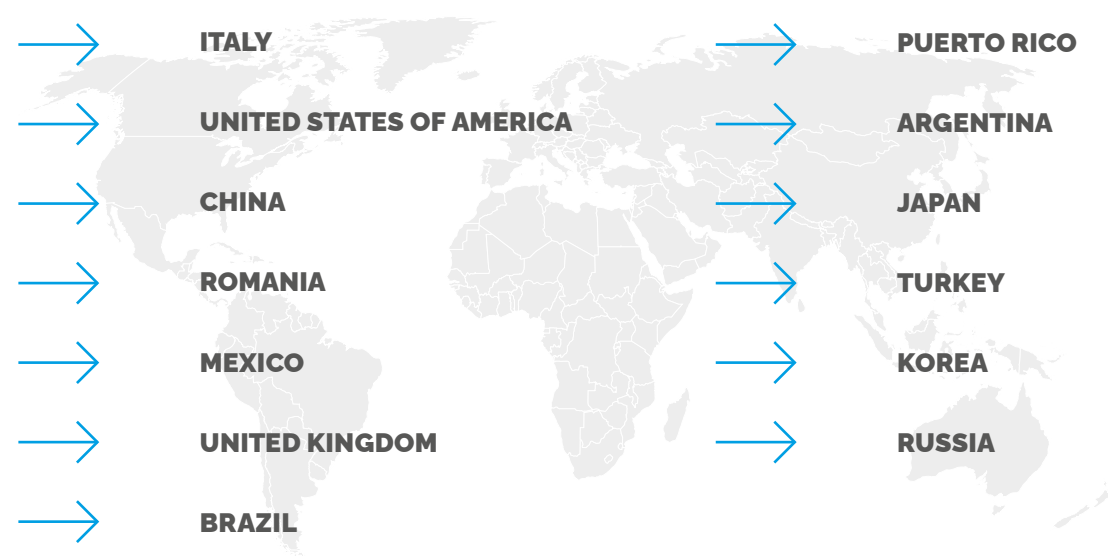 ITALY
UNITED STATES OF AMERICA
CHINA
ROMANIA
MEXICO
UNITED KINGDOM
BRAZIL
PUERTO RICO
ARGENTINA
JAPAN
TURKEY
KOREA
RUSSIA